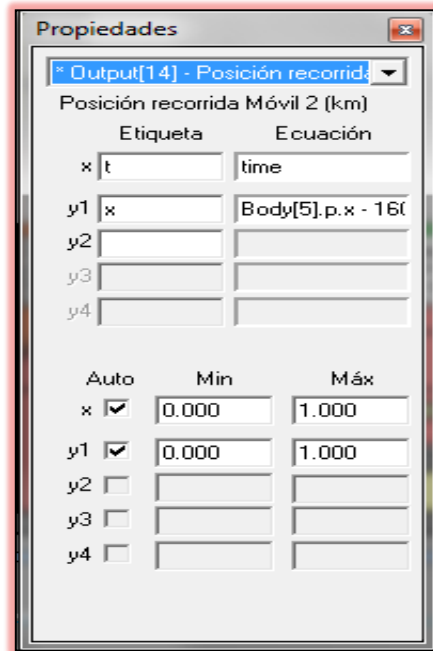 Propiedades
* Output[14] - Posición recorrida
Posición recorrida Móvil 2 (km)
Etiqueta Ecuación
x t time
y1 x Body[5].p.x - 160
y2
y3
y4
Auto Min Máx
x 0.000 1.000
y1 0.000 1.000
y2
y3
y4